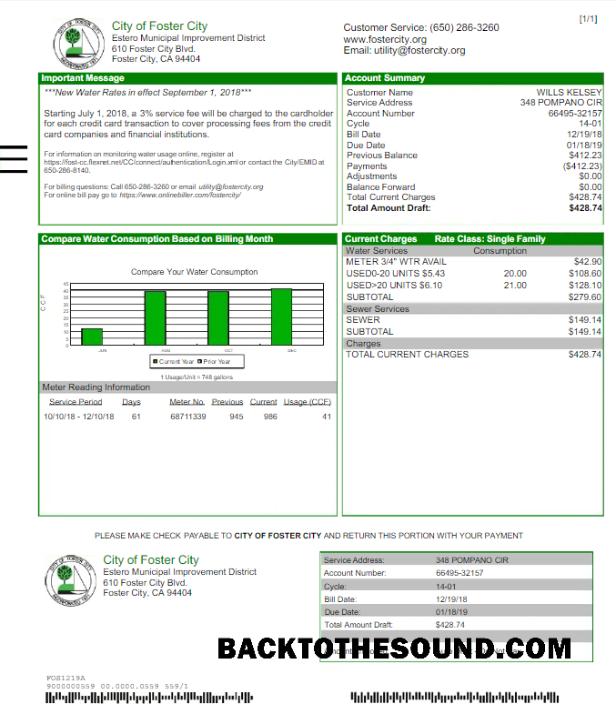 [1/1]
City of Foster City
Estero Municipal Improvement District
610 Foster City Blvd.
Foster City, CA 94404
Customer Service: (650) 286-3260
www.fostercity.org
Email: utility@fostercity.org
Important Message
***New Water Rates in effect September 1, 2018***
Starting July 1, 2018, a 3% service fee will be charged to the cardholder
for each credit card transaction to cover processing fees from the credit
card companies and financial institutions.
For information on monitoring water usage online, register at
https://fost-cc.flexnet.net/CC/connect/authentication/Login.xml or contact the City/EMID at
650-286-8140.
For billing questions: Call 650-286-3260 or email utility@fostercity.org
For online bill pay go to: https://www.onlinebiller.com/fostercity/
Account Summary
Customer Name WILLS KELSEY
Service Address 348 POMPANO CIR
Account Number 66495-32157
Cycle 14-01
Bill Date 12/19/18
Due Date 01/18/19
Previous Balance $412.23
Payments ($412.23)
Adjustments $0.00
Balance Forward $0.00
Total Current Charges $428.74
Total Amount Draft: $428.74
Compare Water Consumption Based on Billing Month
Compare Your Water Consumption
CCF
45
40
35
30
25
20
15
10
5
0
JUN AUG OCT DEC
Current Year Prior Year
1 Usage/Unit = 748 gallons
Meter Reading Information
Service Period Days Meter No. Previous Current Usage (CCF)
10/10/18 - 12/10/18 61 68711339 945 986 41
Current Charges Rate Class: Single Family
Water Services Consumption
METER 3/4" WTR AVAIL $42.90
USED0-20 UNITS $5.43 20.00 $108.60
USED>20 UNITS $6.10 21.00 $128.10
SUBTOTAL $279.60
Sewer Services
SEWER $149.14
SUBTOTAL $149.14
Charges
TOTAL CURRENT CHARGES $428.74
PLEASE MAKE CHECK PAYABLE TO CITY OF FOSTER CITY AND RETURN THIS PORTION WITH YOUR PAYMENT
City of Foster City
Estero Municipal Improvement District
610 Foster City Blvd.
Foster City, CA 94404
Service Address: 348 POMPANO CIR
Account Number: 66495-32157
Cycle: 14-01
Bill Date: 12/19/18
Due Date: 01/18/19
Total Amount Draft: $428.74
BACKTOTHESOUND.COM
FOS1219A
9000000559 00.0000.0559 559/1